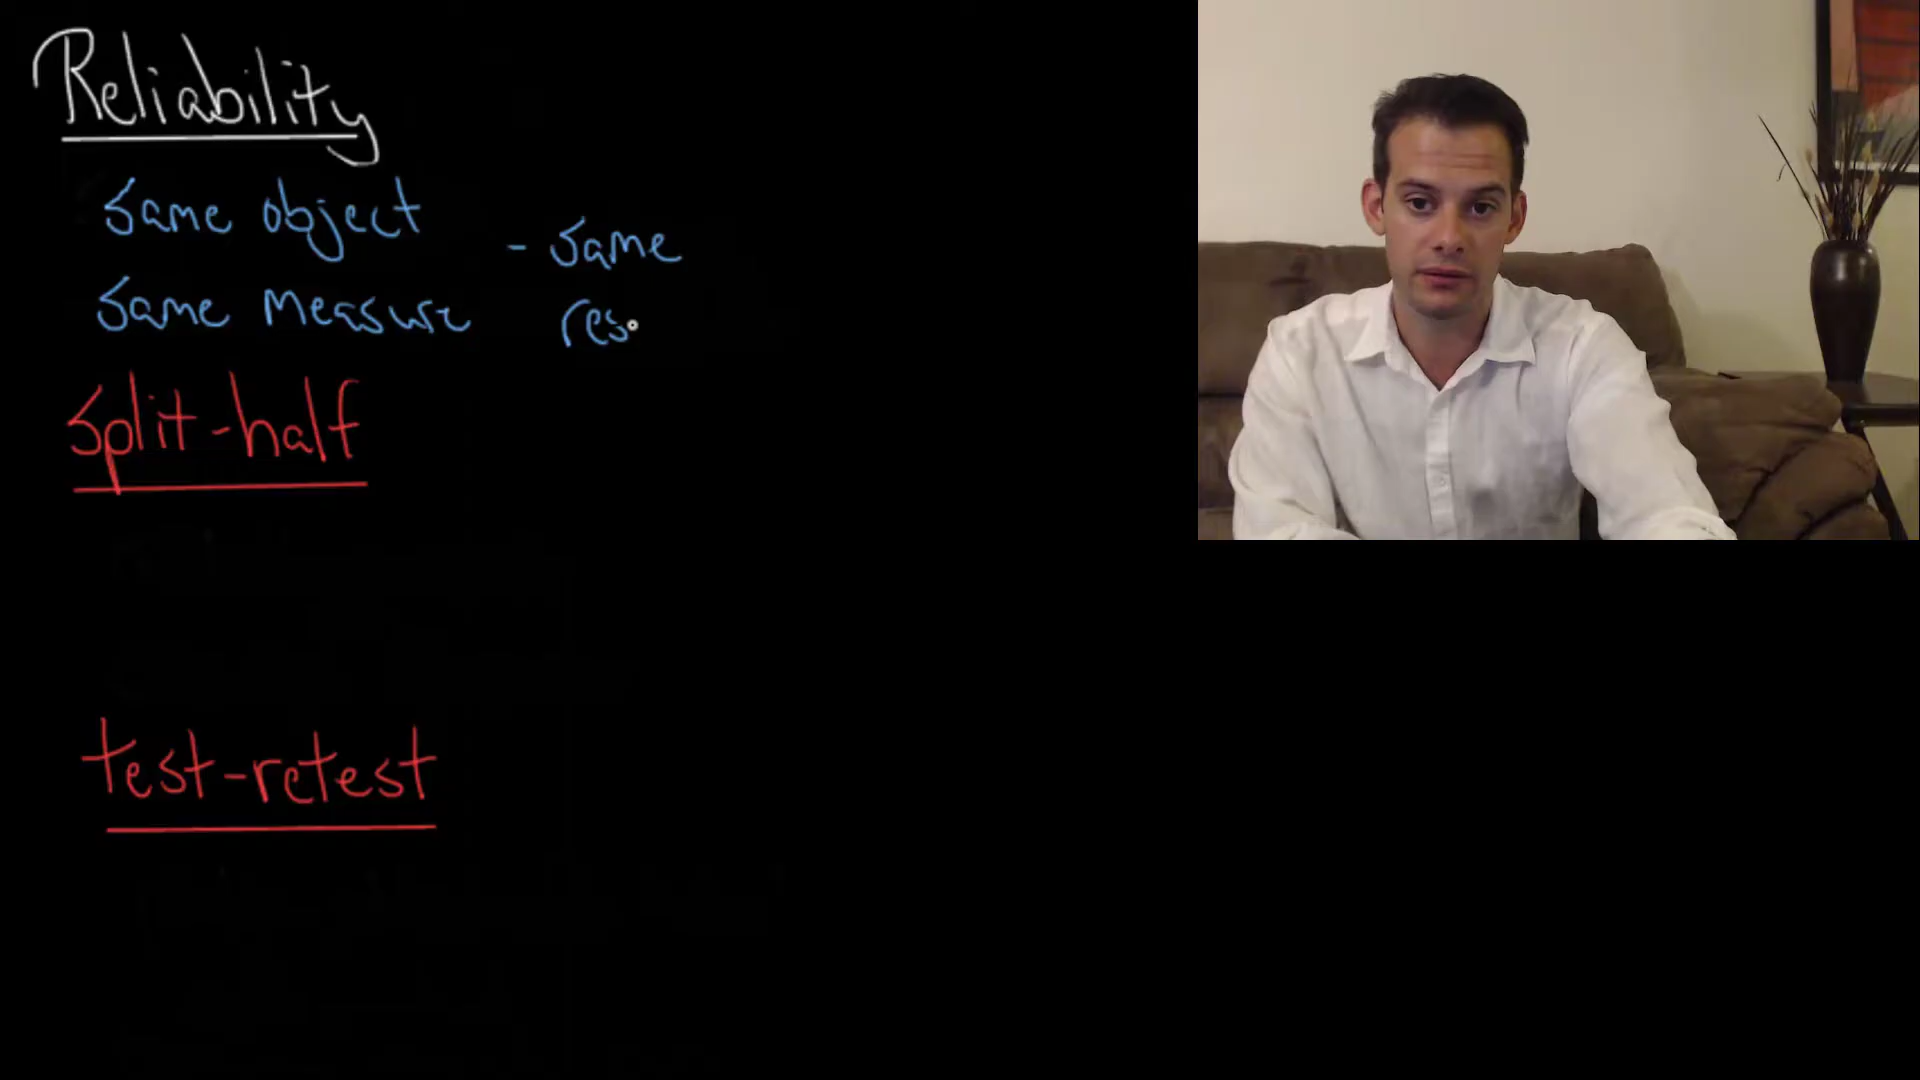 Reliability
Same object
- Same
Same measure
res
Split-half
test-retest